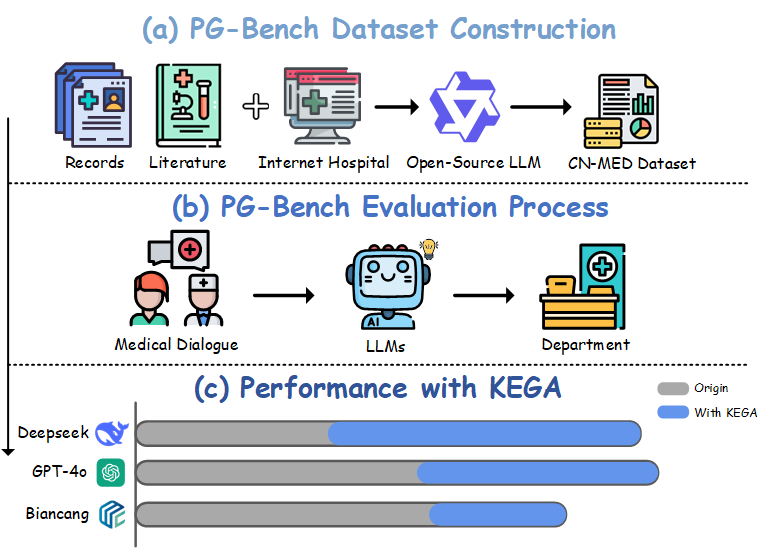 (a) PG-Bench Dataset Construction
Records Literature Internet Hospital Open-Source LLM CN-MED Dataset
(b) PG-Bench Evaluation Process
AI
Medical Dialogue LLMs Department
(c) Performance with KEGA
Origin
With KEGA
Deepseek
GPT-4o
Biancang